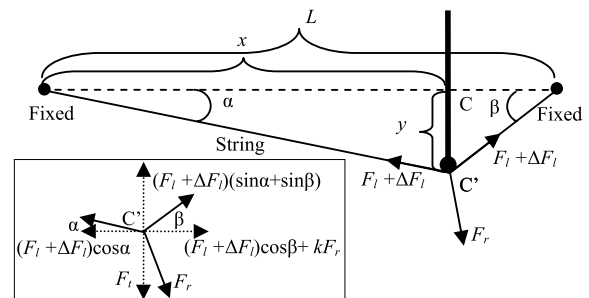 L
x
α
C
β
Fixed
y
Fixed
String
F_l +ΔF_l
C'
F_l +ΔF_l
F_r
(F_l +ΔF_l)(sinα+sinβ)
α
C'
β
(F_l +ΔF_l)cosα
(F_l +ΔF_l)cosβ+ kF_r
F_t
F_r